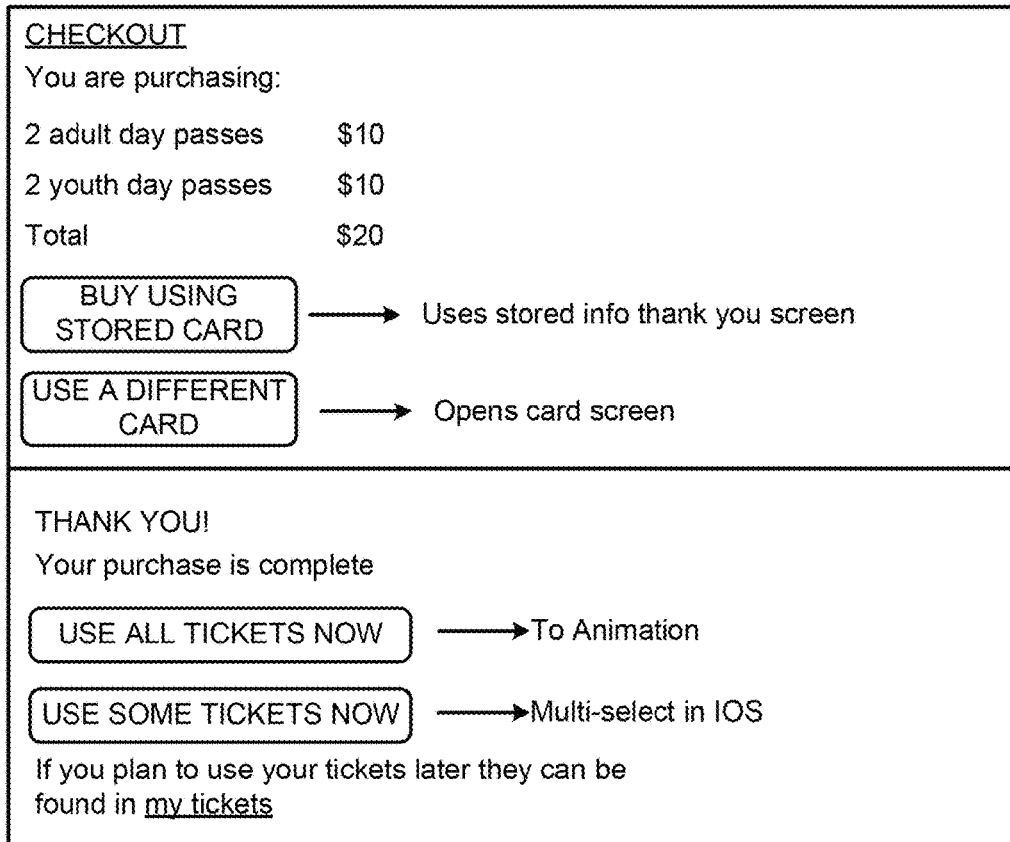 CHECKOUT
You are purchasing:
2 adult day passes $10
2 youth day passes $10
Total $20
BUY USING
STORED CARD
Uses stored info thank you screen
USE A DIFFERENT
CARD
Opens card screen
THANK YOU!
Your purchase is complete
USE ALL TICKETS NOW
To Animation
USE SOME TICKETS NOW
Multi-select in IOS
If you plan to use your tickets later they can be
found in my tickets